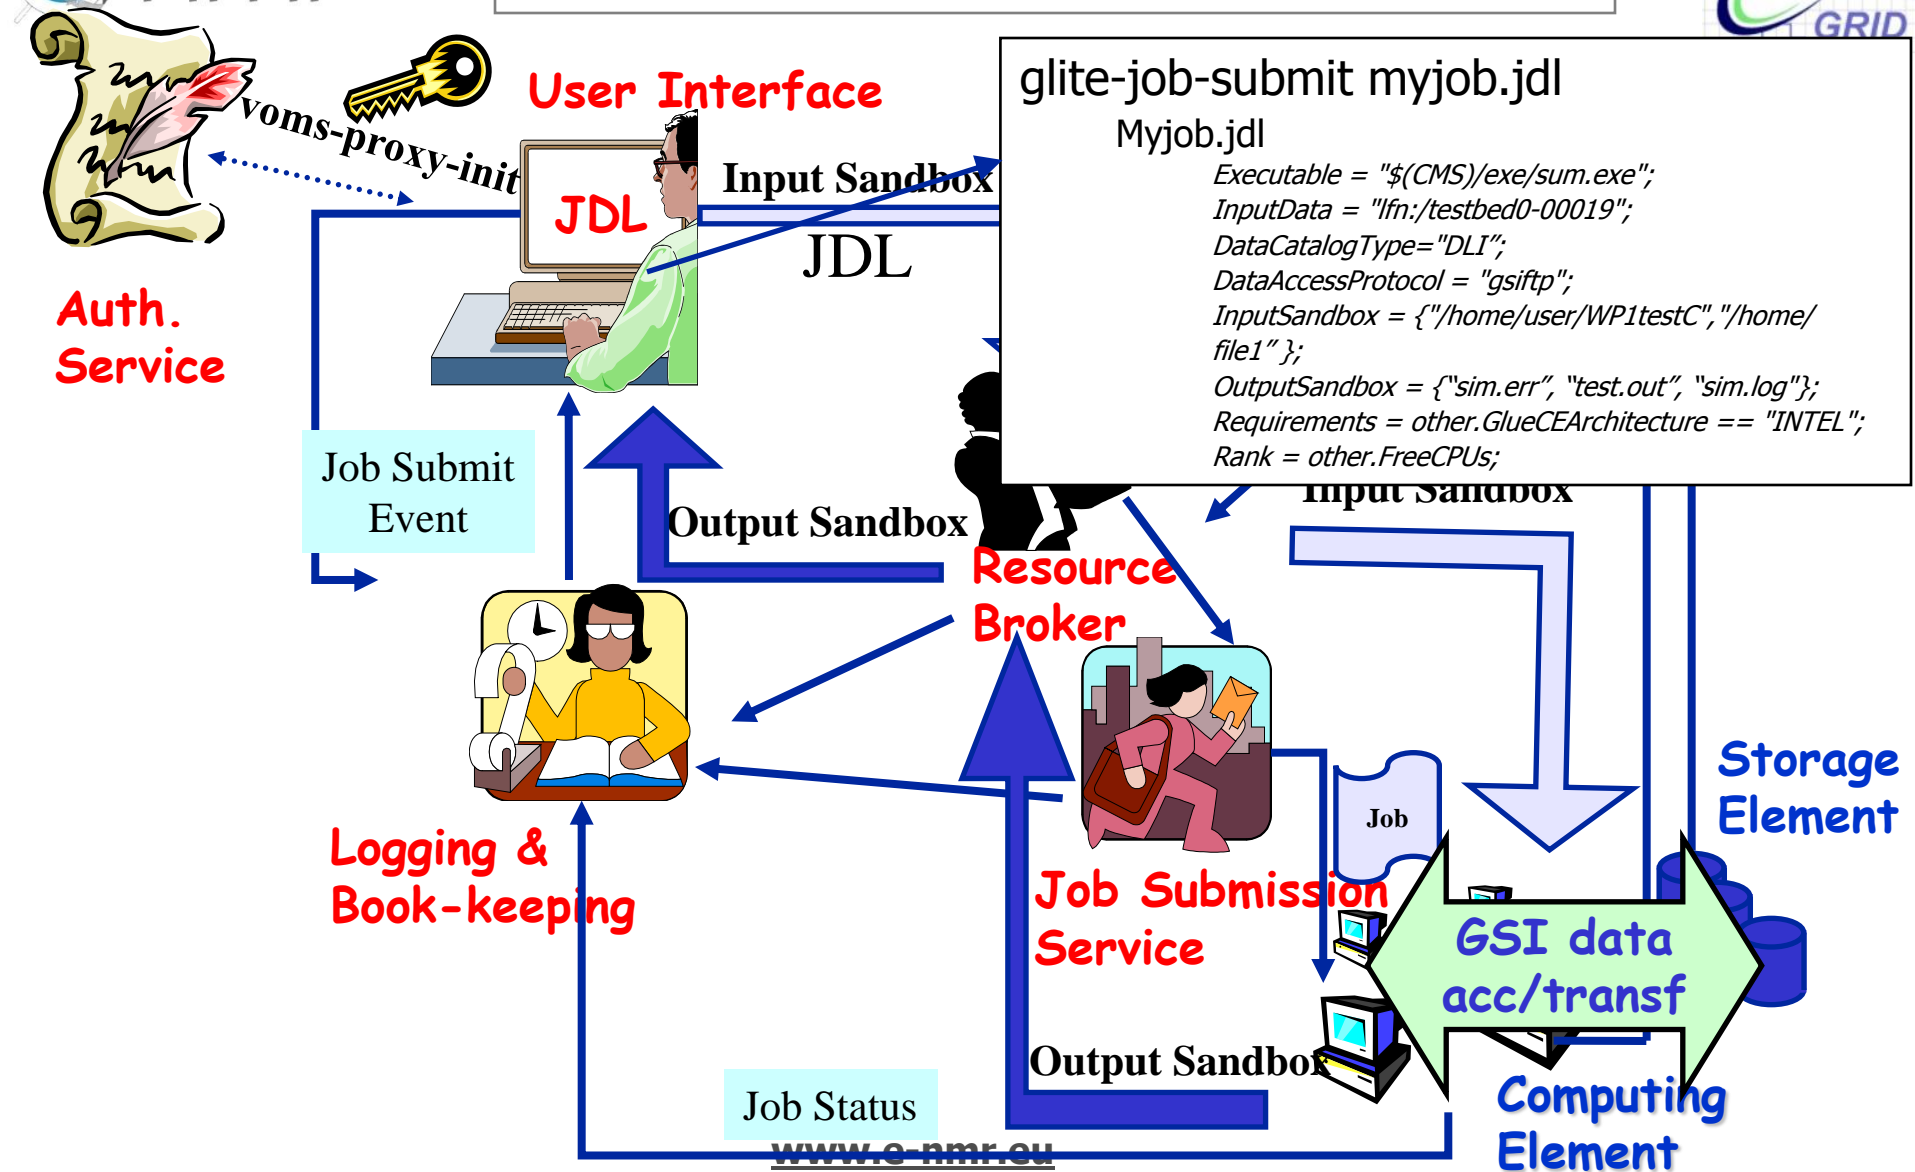 GRID
glite-job-submit myjob.jdl
Myjob.jdl
Executable = "$(CMS)/exe/sum.exe";
InputData = "lfn:/testbed0-00019";
DataCatalogType="DLI”;
DataAccessProtocol = "gsiftp";
InputSandbox = {"/home/user/WP1testC","/home/
file1” };
OutputSandbox = {“sim.err”, “test.out”, “sim.log"};
Requirements = other.GlueCEArchitecture == "INTEL";
Rank = other.FreeCPUs;
User Interface
voms-proxy-init
JDL
Input Sandbox
JDL
Auth.
Service
Job Submit
Event
Output Sandbox
Input Sandbox
Resource
Broker
Storage
Element
Job
Logging &
Book-keeping
Job Submission
Service
GSI data
acc/transf
Output Sandbox
Computing
Element
Job Status
www.e-nmr.eu